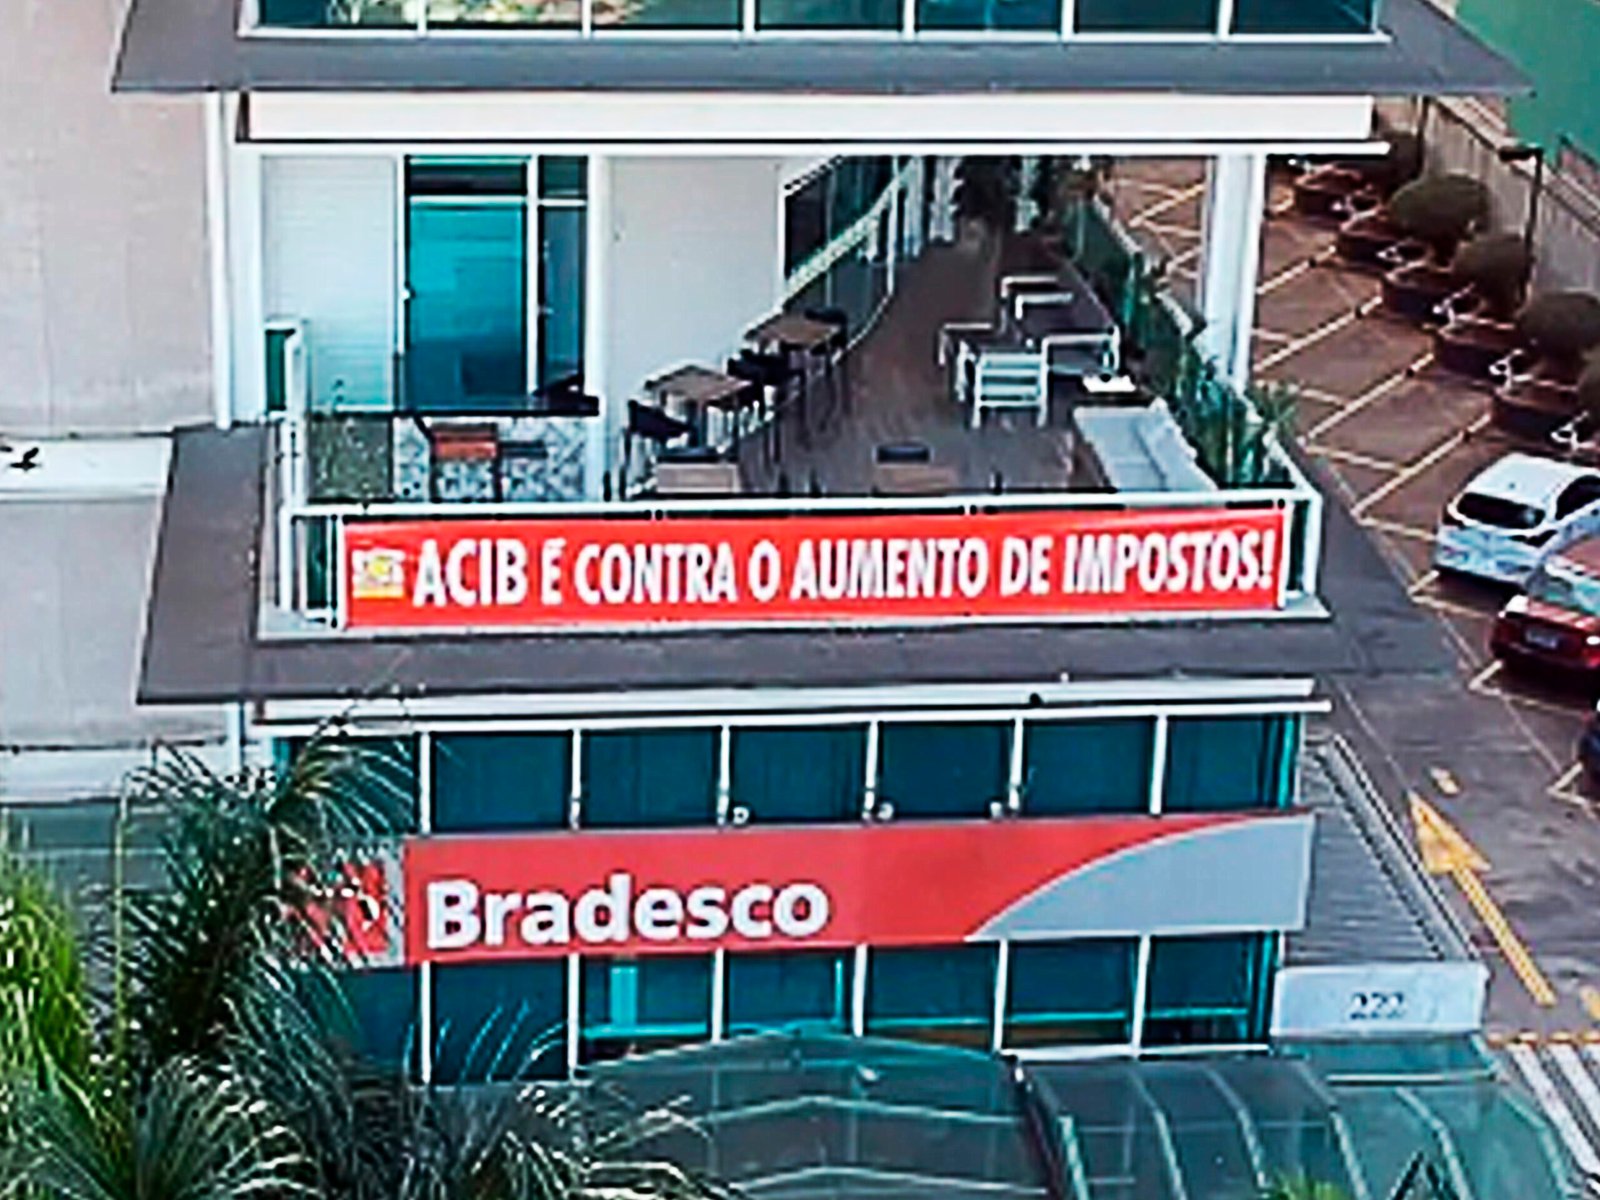 ACIB É CONTRA O AUMENTO DE IMPOSTOS!
Bradesco
222